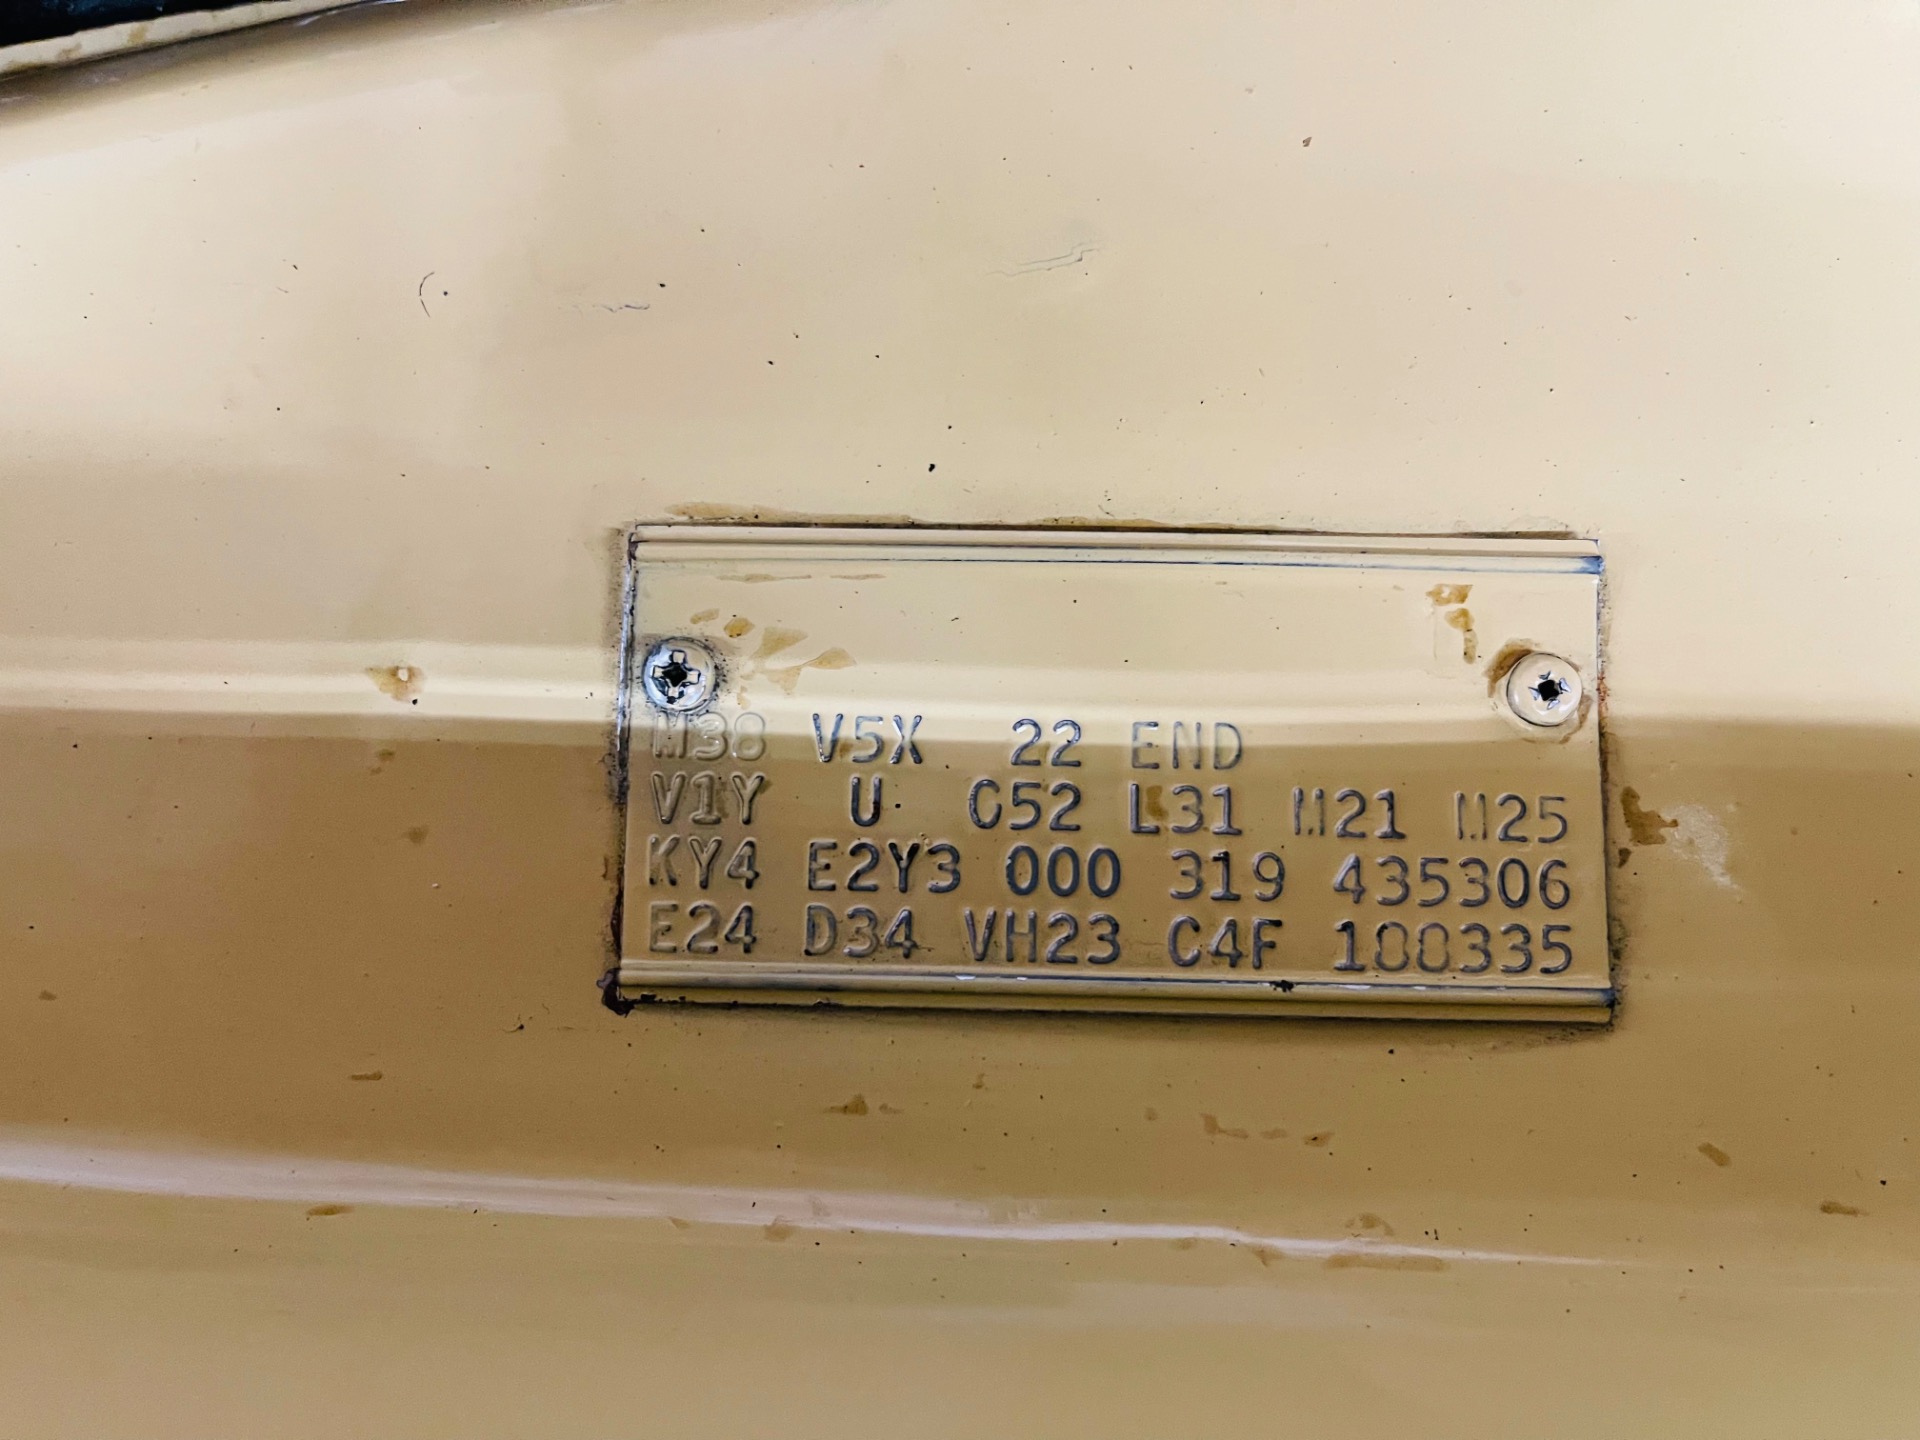 M38 V5X 22 END
V1Y U C52 L31 M21 M25
KY4 E2Y3 000 319 435306
E24 D34 VH23 C4F 100335